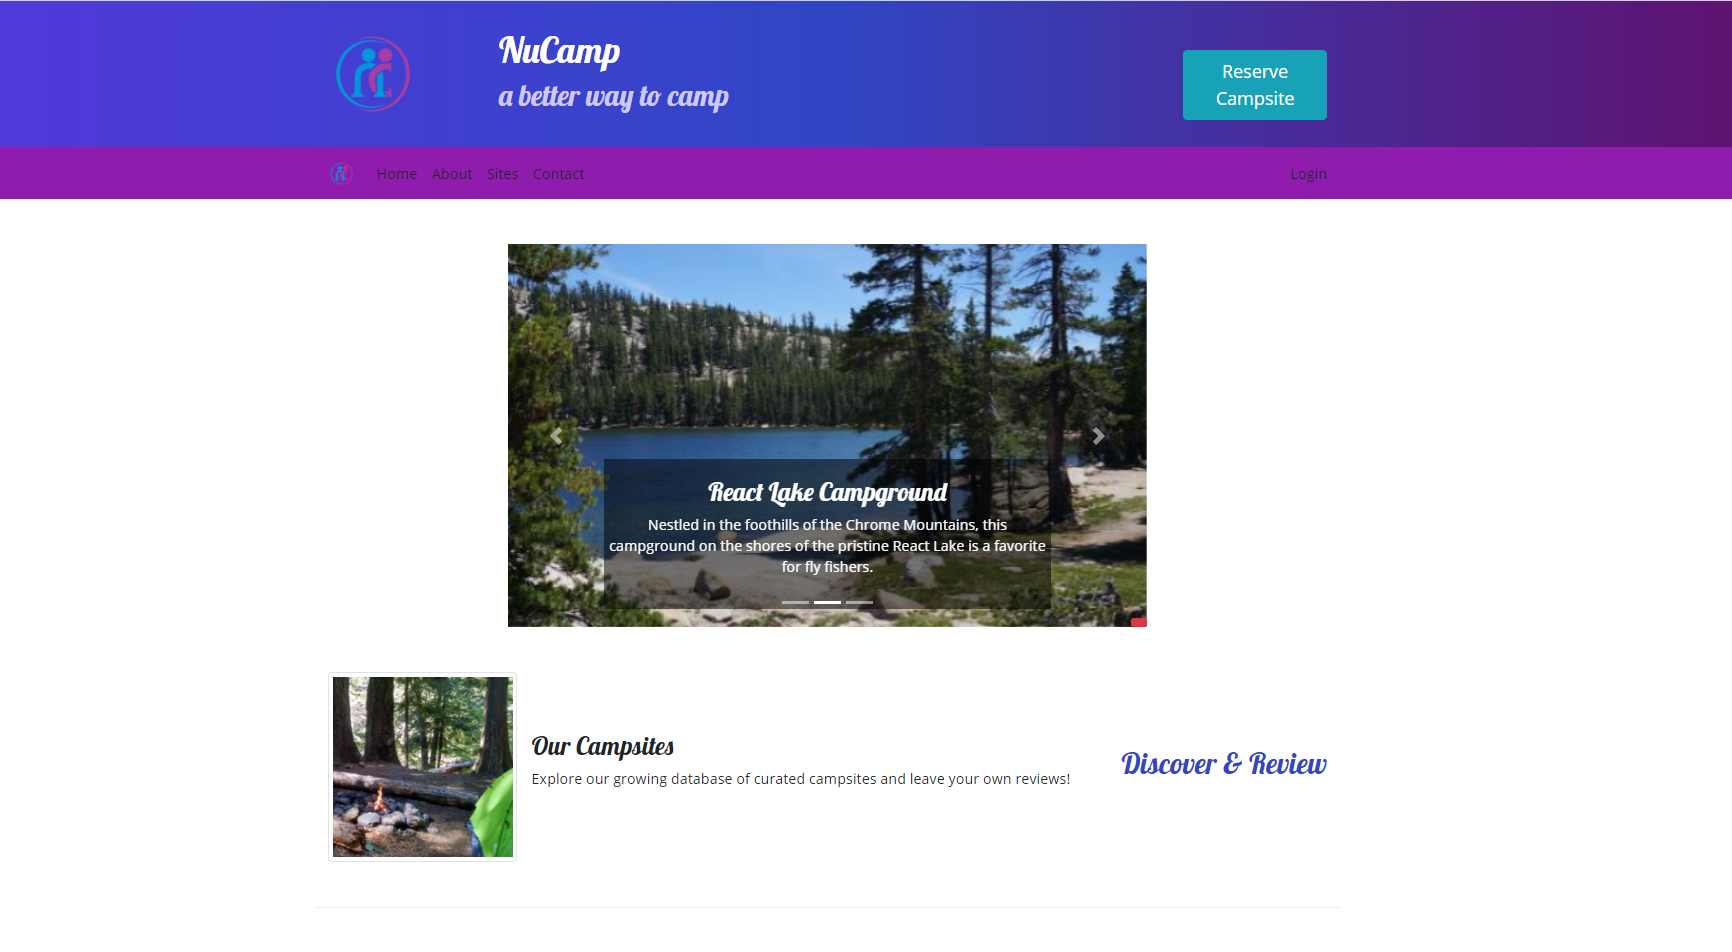 NuCamp
a better way to camp
Reserve
Campsite
Home About Sites Contact
Login
React Lake Campground
Nestled in the foothills of the Chrome Mountains, this
campground on the shores of the pristine React Lake is a favorite
for fly fishers.
Our Campsites
Explore our growing database of curated campsites and leave your own reviews!
Discover & Review